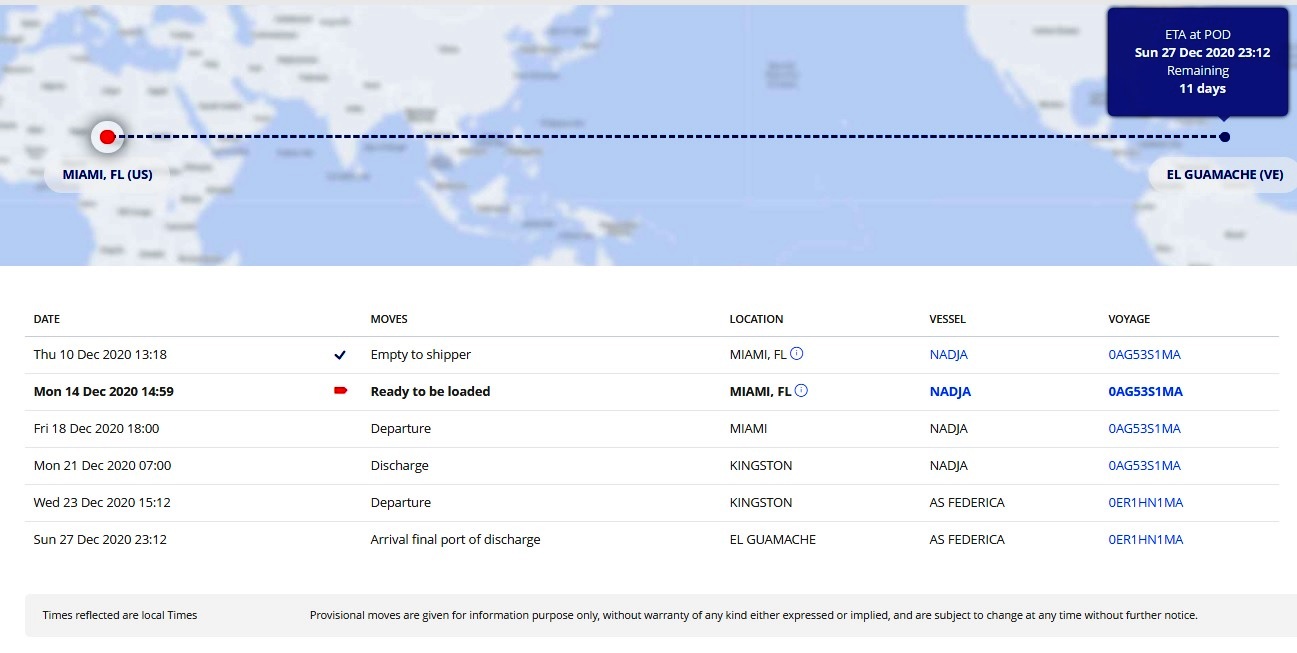 ETA at POD
Sun 27 Dec 2020 23:12
Remaining
11 days
MIAMI, FL (US)
EL GUAMACHE (VE)
DATE MOVES LOCATION VESSEL VOYAGE
Thu 10 Dec 2020 13:18 Empty to shipper MIAMI, FL NADJA 0AG53S1MA
Mon 14 Dec 2020 14:59 Ready to be loaded MIAMI, FL NADJA 0AG53S1MA
Fri 18 Dec 2020 18:00 Departure MIAMI NADJA 0AG53S1MA
Mon 21 Dec 2020 07:00 Discharge KINGSTON NADJA 0AG53S1MA
Wed 23 Dec 2020 15:12 Departure KINGSTON AS FEDERICA 0ER1HN1MA
Sun 27 Dec 2020 23:12 Arrival final port of discharge EL GUAMACHE AS FEDERICA 0ER1HN1MA
Times reflected are local Times Provisional moves are given for information purpose only, without warranty of any kind either expressed or implied, and are subject to change at any time without further notice.